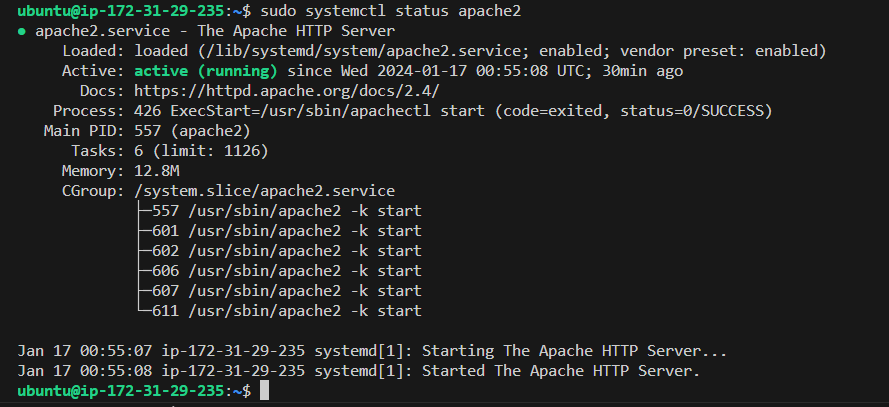 ubuntu@ip-172-31-29-235:~$ sudo systemctl status apache2
● apache2.service - The Apache HTTP Server
Loaded: loaded (/lib/systemd/system/apache2.service; enabled; vendor preset: enabled)
Active: active (running) since Wed 2024-01-17 00:55:08 UTC; 30min ago
Docs: https://httpd.apache.org/docs/2.4/
Process: 426 ExecStart=/usr/sbin/apachectl start (code=exited, status=0/SUCCESS)
Main PID: 557 (apache2)
Tasks: 6 (limit: 1126)
Memory: 12.8M
CGroup: /system.slice/apache2.service
├─557 /usr/sbin/apache2 -k start
├─601 /usr/sbin/apache2 -k start
├─602 /usr/sbin/apache2 -k start
├─606 /usr/sbin/apache2 -k start
├─607 /usr/sbin/apache2 -k start
└─611 /usr/sbin/apache2 -k start
Jan 17 00:55:07 ip-172-31-29-235 systemd[1]: Starting The Apache HTTP Server...
Jan 17 00:55:08 ip-172-31-29-235 systemd[1]: Started The Apache HTTP Server.
ubuntu@ip-172-31-29-235:~$